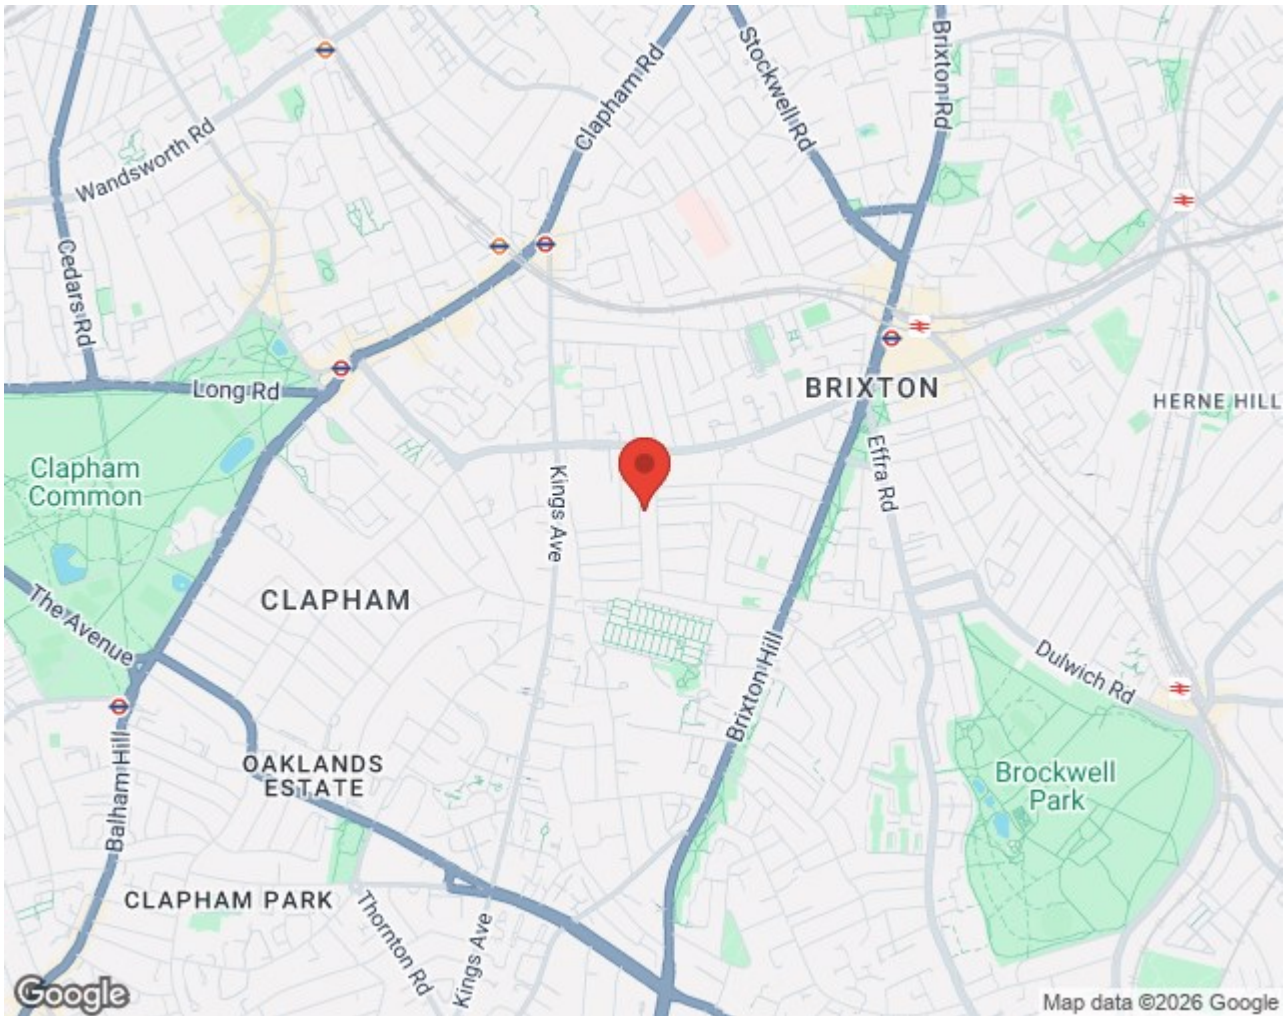 Clapham Rd
Stockwell Rd
Brixton Rd
Wandsworth Rd
Cedars Rd
Long Rd
BRIXTON
HERNE HILL
Clapham
Common
Kings Ave
Effra Rd
CLAPHAM
The Avenue
Dulwich Rd
Brixton Hill
Balham Hill
OAKLANDS
ESTATE
Brockwell
Park
CLAPHAM PARK
Thornton Rd
Kings Ave
Google
Map data ©2026 Google